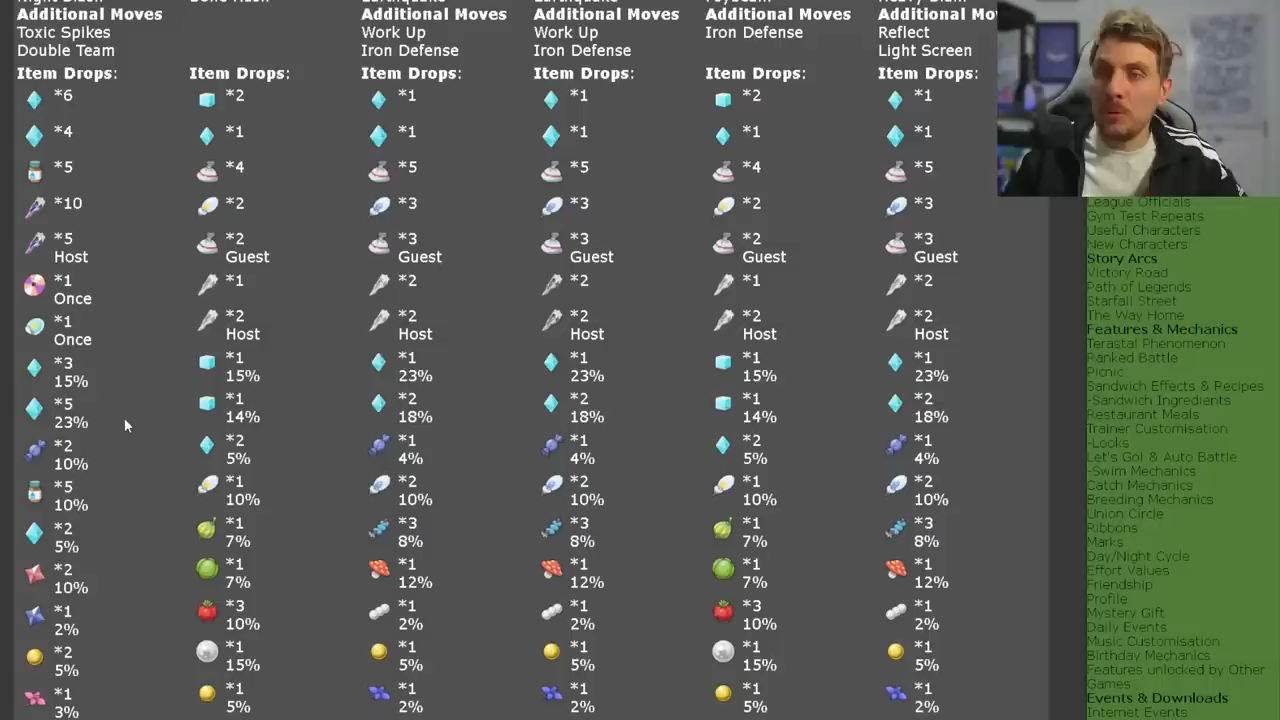 Additional Moves
Toxic Spikes
Double Team
Item Drops:
*6
*4
*5
*10
*5
Host
*1
Once
*1
Once
*3
15%
*5
23%
*2
10%
*5
10%
*2
5%
*2
10%
*1
2%
*2
5%
*1
3%
Item Drops:
*2
*1
*4
*2
*2
Guest
*1
*2
Host
*1
15%
*1
14%
*2
5%
*1
10%
*1
7%
*1
7%
*3
10%
*1
15%
*1
5%
Additional Moves
Work Up
Iron Defense
Item Drops:
*1
*1
*5
*3
*3
Guest
*2
*2
Host
*1
23%
*2
18%
*1
4%
*2
10%
*3
8%
*1
12%
*1
2%
*1
5%
*1
2%
Additional Moves
Work Up
Iron Defense
Item Drops:
*1
*1
*5
*3
*3
Guest
*2
*2
Host
*1
23%
*2
18%
*1
4%
*2
10%
*3
8%
*1
12%
*1
2%
*1
5%
*1
2%
Additional Moves
Iron Defense
Item Drops:
*2
*1
*4
*2
*2
Guest
*1
*2
Host
*1
15%
*1
14%
*2
5%
*1
10%
*1
7%
*1
7%
*3
10%
*1
15%
*1
5%
Additional Mo
Reflect
Light Screen
Item Drops:
*1
*1
*5
*3
*3
Guest
*2
*2
Host
*1
23%
*2
18%
*1
4%
*2
10%
*3
8%
*1
12%
*1
2%
*1
5%
*1
2%
League Officials
Gym Test Repeats
Useful Characters
New Characters
Story Arcs
Victory Road
Path of Legends
Starfall Street
The Way Home
Features & Mechanics
Terastal Phenomenon
Ranked Battle
Picnic
Sandwich Effects & Recipes
-Sandwich Ingredients
Restaurant Meals
Trainer Customisation
-Looks
Let's Go! & Auto Battle
-Swim Mechanics
Catch Mechanics
Breeding Mechanics
Union Circle
Ribbons
Marks
Day/Night Cycle
Effort Values
Friendship
Profile
Mystery Gift
Daily Events
Music Customisation
Birthday Mechanics
Features unlocked by Other
Games
Events & Downloads
Internet Events